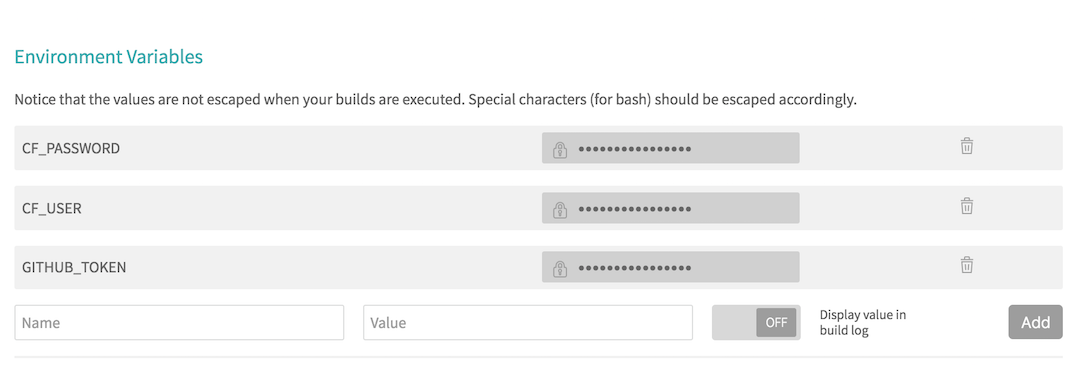 Environment Variables
Notice that the values are not escaped when your builds are executed. Special characters (for bash) should be escaped accordingly.
CF_PASSWORD ••••••••••••••••
CF_USER ••••••••••••••••
GITHUB_TOKEN ••••••••••••••••
Name Value OFF Display value in
build log
Add